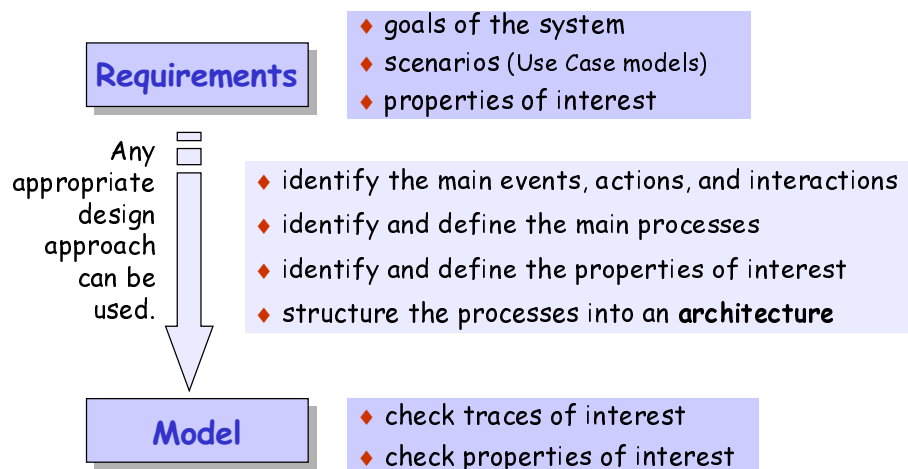 Requirements
♦ goals of the system
♦ scenarios (Use Case models)
♦ properties of interest
Any
appropriate
design
approach
can be
used.
♦ identify the main events, actions, and interactions
♦ identify and define the main processes
♦ identify and define the properties of interest
♦ structure the processes into an architecture
Model
♦ check traces of interest
♦ check properties of interest